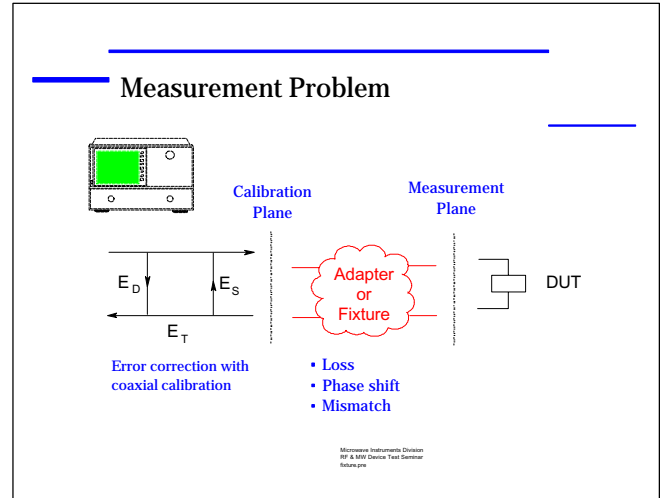 Measurement Problem
Calibration
Plane
Measurement
Plane
E D
E S
E T
Adapter
or
Fixture
DUT
Error correction with
coaxial calibration
• Loss
• Phase shift
• Mismatch
Microwave Instruments Division
RF & MW Device Test Seminar
fixture.pre